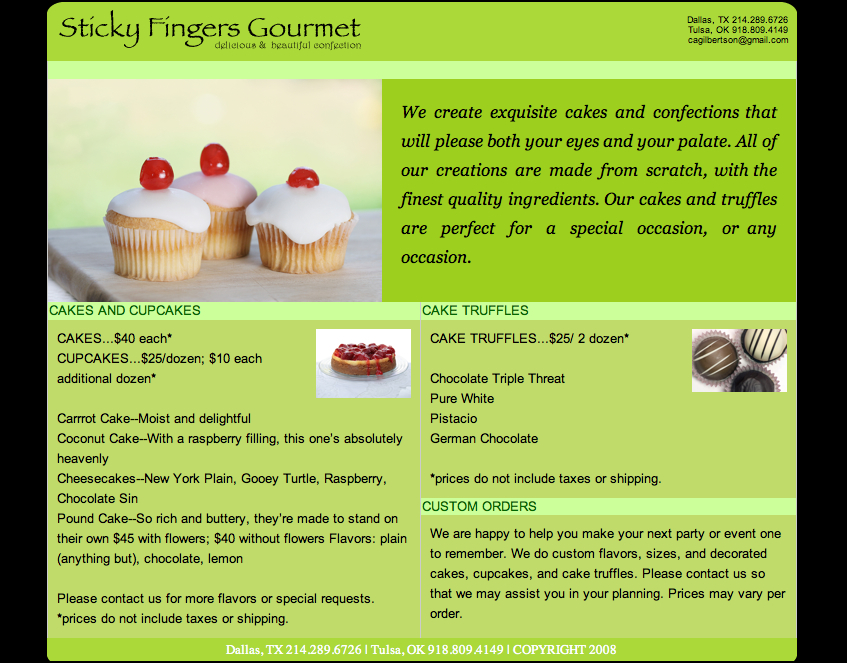 Sticky Fingers Gourmet
delicious & beautiful confection
Dallas, TX 214.289.6726
Tulsa, OK 918.809.4149
cagilbertson@gmail.com
We create exquisite cakes and confections that
will please both your eyes and your palate. All of
our creations are made from scratch, with the
finest quality ingredients. Our cakes and truffles
are perfect for a special occasion, or any
occasion.
CAKES AND CUPCAKES
CAKES...$40 each*
CUPCAKES...$25/dozen; $10 each
additional dozen*
Carrrot Cake--Moist and delightful
Coconut Cake--With a raspberry filling, this one's absolutely
heavenly
Cheesecakes--New York Plain, Gooey Turtle, Raspberry,
Chocolate Sin
Pound Cake--So rich and buttery, they're made to stand on
their own $45 with flowers; $40 without flowers Flavors: plain
(anything but), chocolate, lemon
Please contact us for more flavors or special requests.
*prices do not include taxes or shipping.
CAKE TRUFFLES
CAKE TRUFFLES...$25/ 2 dozen*
Chocolate Triple Threat
Pure White
Pistacio
German Chocolate
*prices do not include taxes or shipping.
CUSTOM ORDERS
We are happy to help you make your next party or event one
to remember. We do custom flavors, sizes, and decorated
cakes, cupcakes, and cake truffles. Please contact us so
that we may assist you in your planning. Prices may vary per
order.
Dallas, TX 214.289.6726 | Tulsa, OK 918.809.4149 | COPYRIGHT 2008